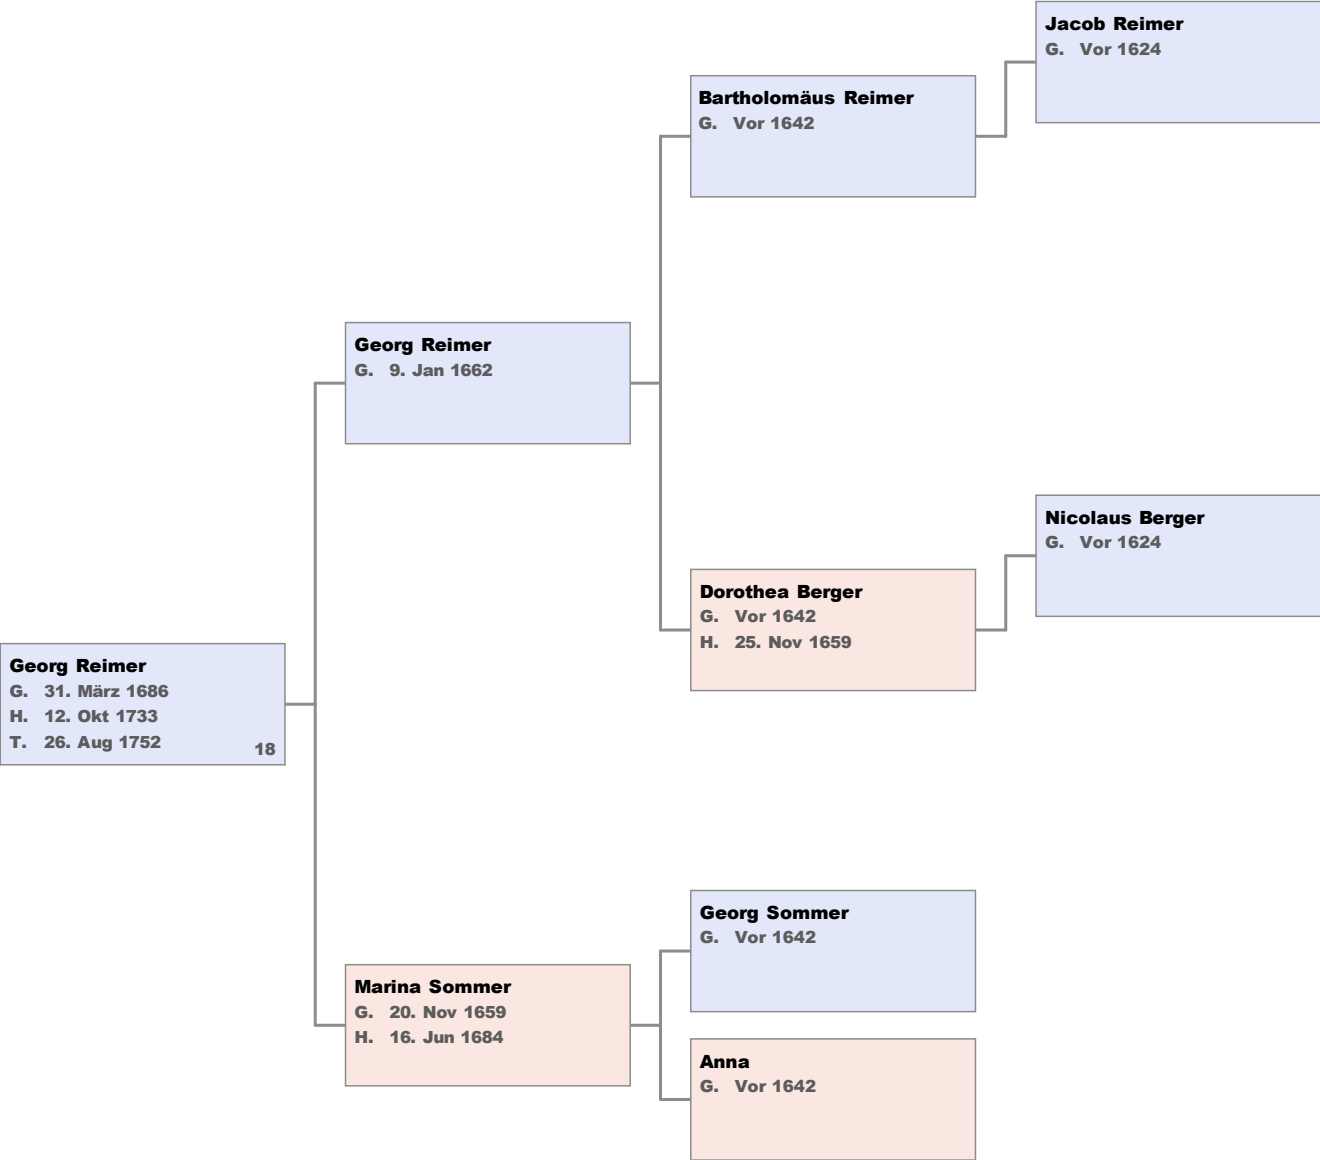 Jacob Reimer
G. Vor 1624
Bartholomäus Reimer
G. Vor 1642
Georg Reimer
G. 9. Jan 1662
Nicolaus Berger
G. Vor 1624
Dorothea Berger
G. Vor 1642
H. 25. Nov 1659
Georg Reimer
G. 31. März 1686
H. 12. Okt 1733
T. 26. Aug 1752
18
Georg Sommer
G. Vor 1642
Marina Sommer
G. 20. Nov 1659
H. 16. Jun 1684
Anna
G. Vor 1642